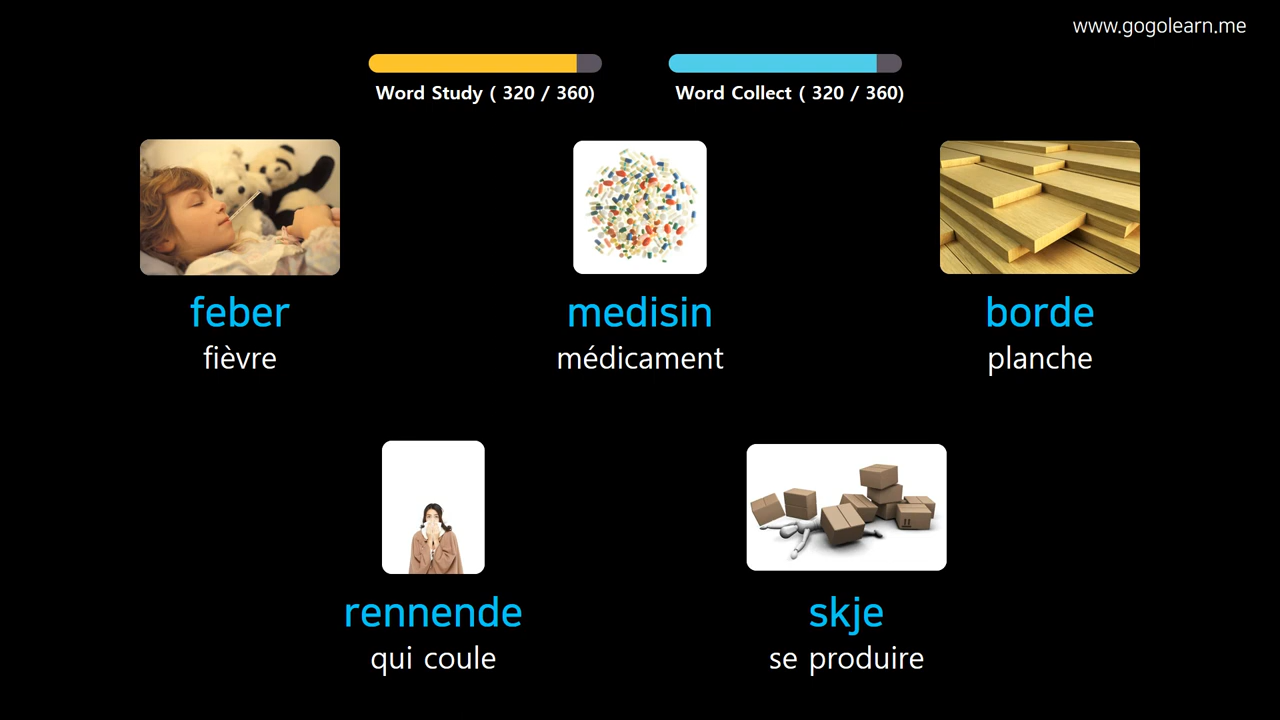 www.gogolearn.me
Word Study ( 320 / 360)
Word Collect ( 320 / 360)
feber
fièvre
medisin
médicament
borde
planche
rennende
qui coule
skje
se produire